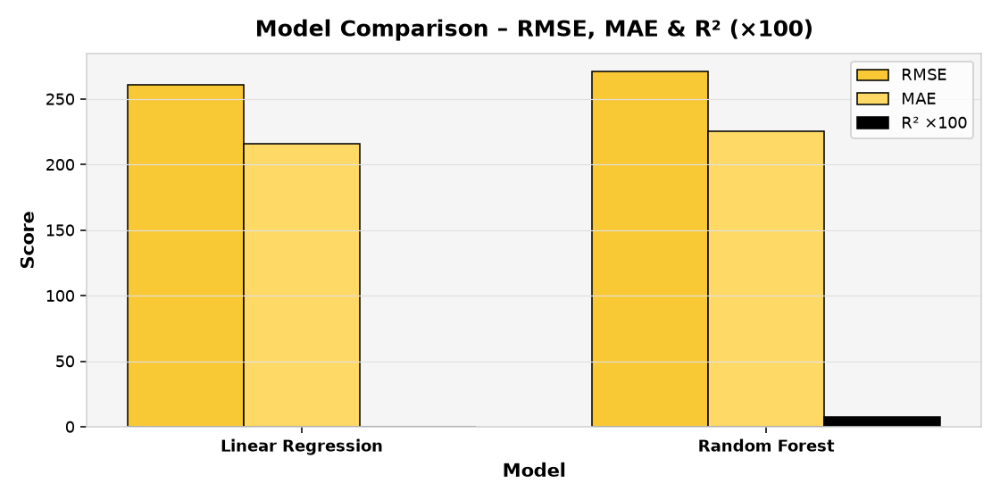 Model Comparison – RMSE, MAE & R² (×100)
RMSE
MAE
R² ×100
Score
250
200
150
100
50
0
Linear Regression
Random Forest
Model